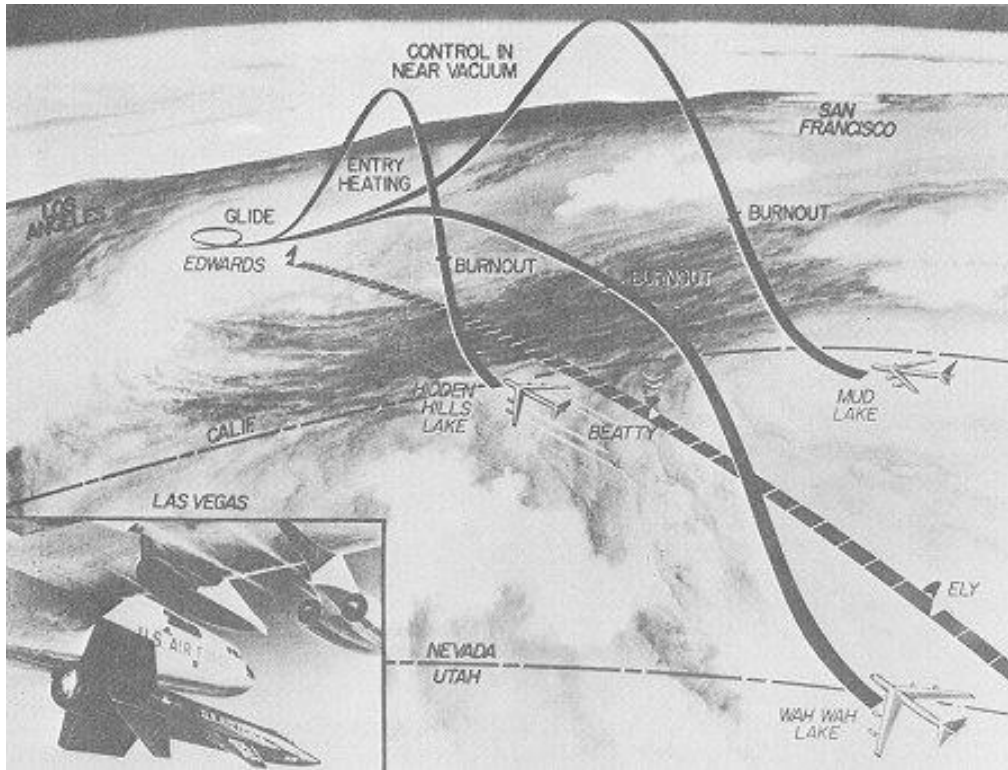 CONTROL IN
NEAR VACUUM
SAN
FRANCISCO
ENTRY
HEATING
LOS
ANGELES
GLIDE
BURNOUT
EDWARDS
BURNOUT
BURNOUT
HIDDEN
HILLS
LAKE
MUD
LAKE
BEATTY
CALIF
LAS VEGAS
ELY
U.S. AIR F
NEVADA
UTAH
WAH WAH
LAKE